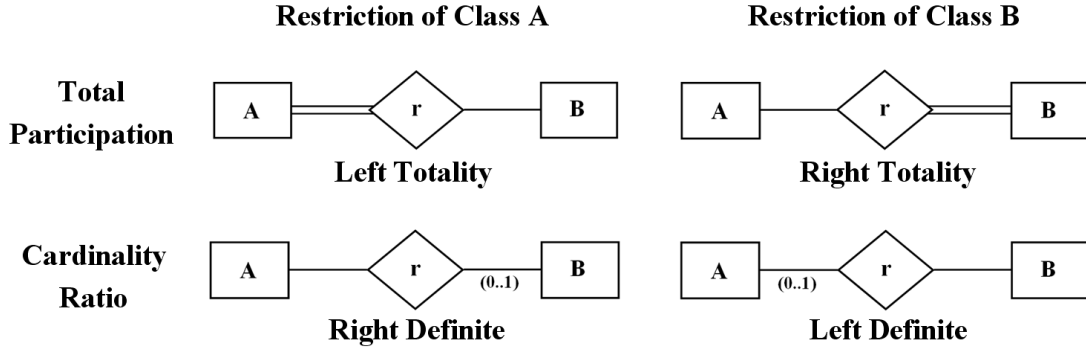 Restriction of Class A
Restriction of Class B
Total
Participation
A
r
B
Left Totality
A
r
B
Right Totality
Cardinality
Ratio
A
r
(0..1)
B
Right Definite
A
(0..1)
r
B
Left Definite